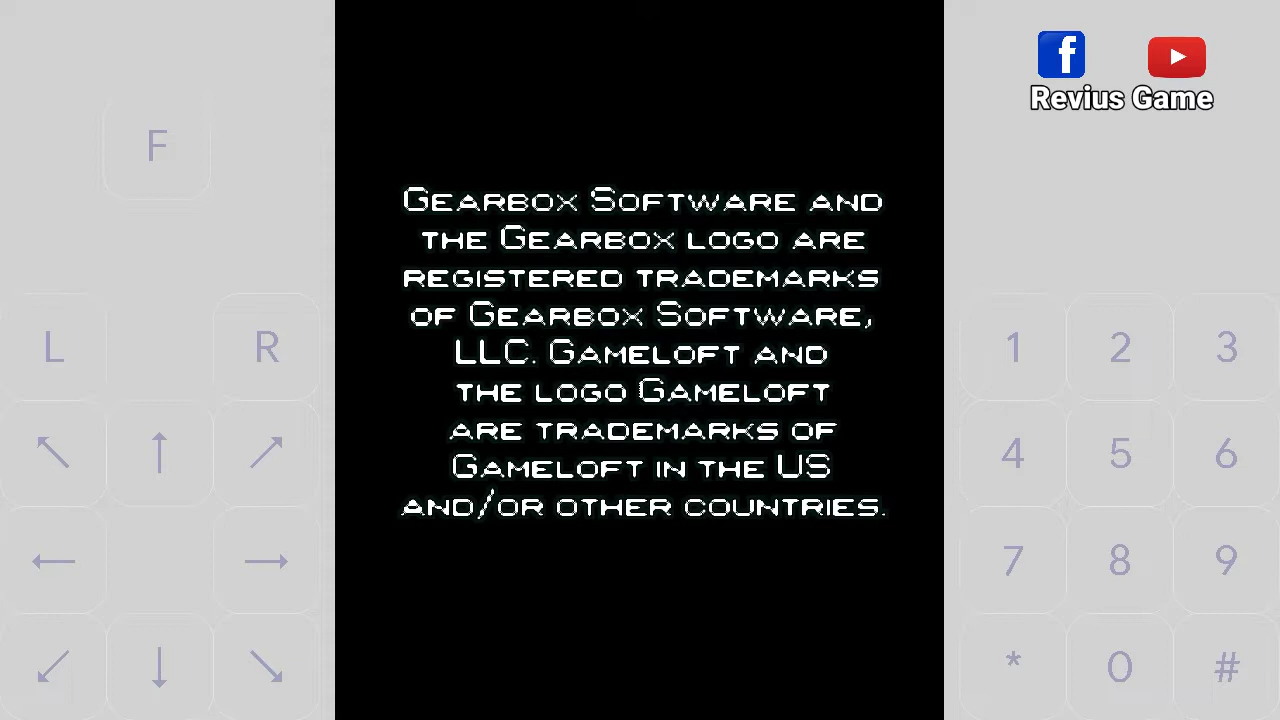 f
Revius Game
F
Gearbox Software and
the Gearbox logo are
registered trademarks
of Gearbox Software,
LLC. Gameloft and
the logo Gameloft
are trademarks of
Gameloft in the US
and/or other countries.
L R
1 2 3
4 5 6
7 8 9
* 0 #